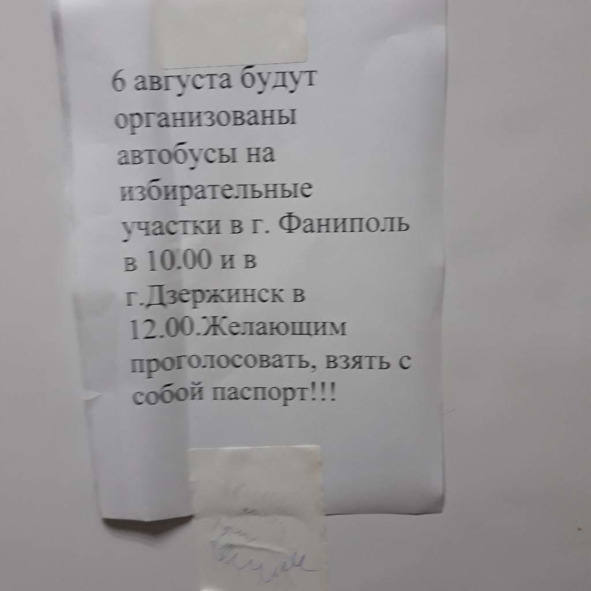 6 августа будут
организованы
автобусы на
избирательные
участки в г. Фаниполь
в 10.00 и в
г.Дзержинск в
12.00.Желающим
проголосовать, взять с
собой паспорт!!!